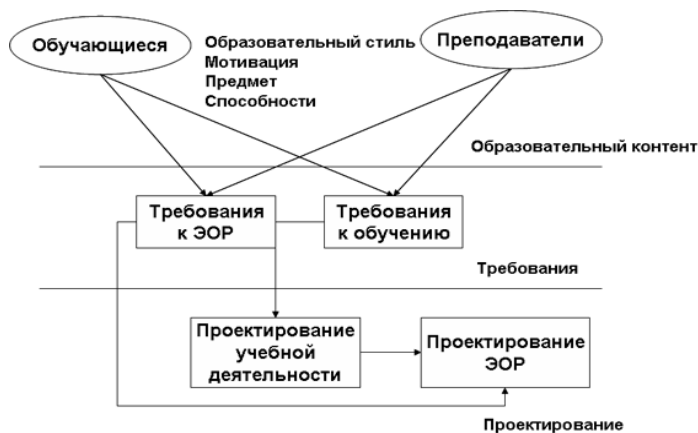 Обучающиеся
Образовательный стиль
Мотивация
Предмет
Способности
Преподаватели
Образовательный контент
Требования
к ЭОР
Требования
к обучению
Требования
Проектирование
учебной
деятельности
Проектирование
ЭОР
Проектирование